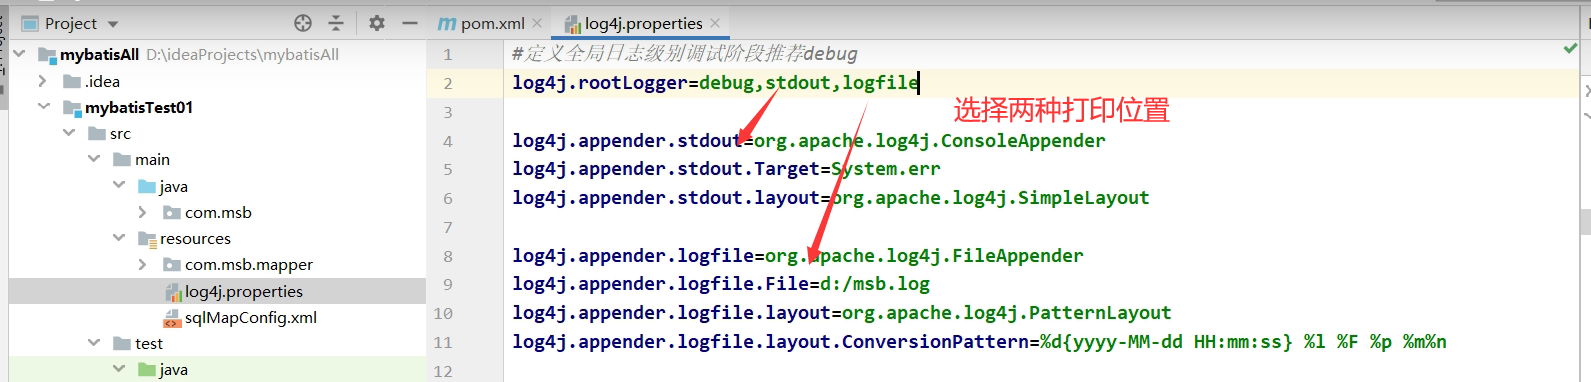 Project
pom.xml
log4j.properties
mybatisAll D:\ideaProjects\mybatisAll
.idea
mybatisTest01
src
main
java
com.msb
resources
com.msb.mapper
log4j.properties
sqlMapConfig.xml
test
java
1 #定义全局日志级别调试阶段推荐debug
2 log4j.rootLogger=debug,stdout,logfile
3
选择两种打印位置
4 log4j.appender.stdout=org.apache.log4j.ConsoleAppender
5 log4j.appender.stdout.Target=System.err
6 log4j.appender.stdout.layout=org.apache.log4j.SimpleLayout
7
8 log4j.appender.logfile=org.apache.log4j.FileAppender
9 log4j.appender.logfile.File=d:/msb.log
10 log4j.appender.logfile.layout=org.apache.log4j.PatternLayout
11 log4j.appender.logfile.layout.ConversionPattern=%d{yyyy-MM-dd HH:mm:ss} %l %F %p %m%n
12